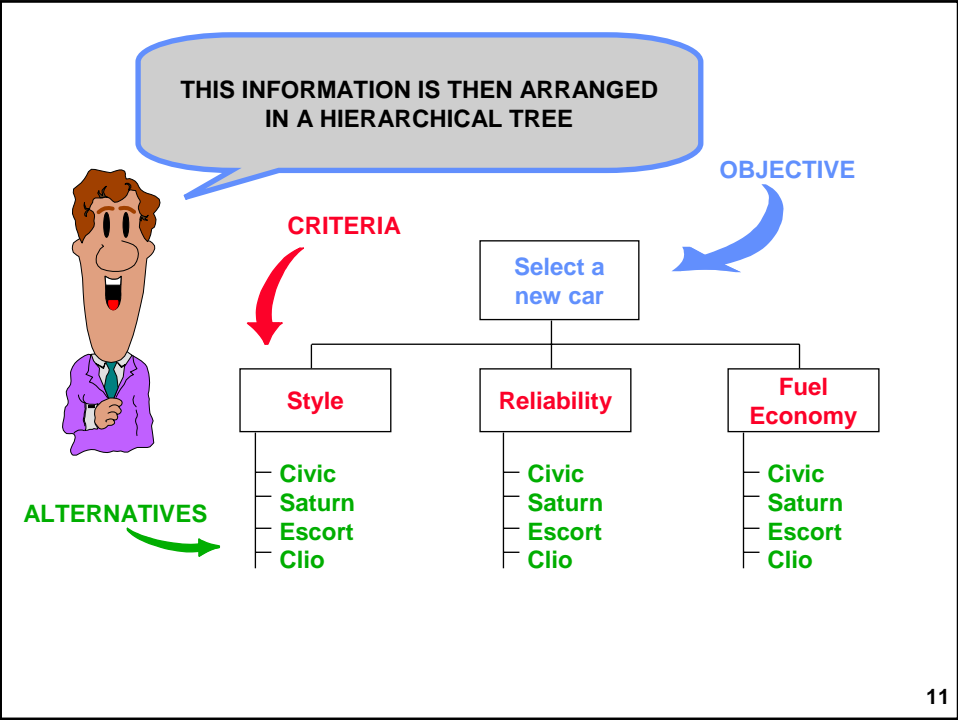 THIS INFORMATION IS THEN ARRANGED
IN A HIERARCHICAL TREE
OBJECTIVE
CRITERIA
Select a
new car
Style
Reliability
Fuel
Economy
ALTERNATIVES
Civic
Saturn
Escort
Clio
Civic
Saturn
Escort
Clio
Civic
Saturn
Escort
Clio
11